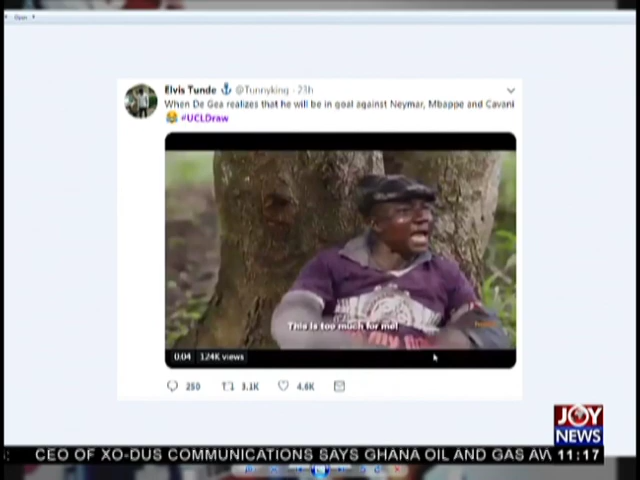 Open
Elvis Tunde @Tunnyking · 23h
When De Gea realizes that he will be in goal against Neymar, Mbappe and Cavani
😂 #UCLDraw
This is too much for me!
0:04 124K views
250 3.1K 4.6K
JOY
NEWS
CEO OF XO-DUS COMMUNICATIONS SAYS GHANA OIL AND GAS 11:17